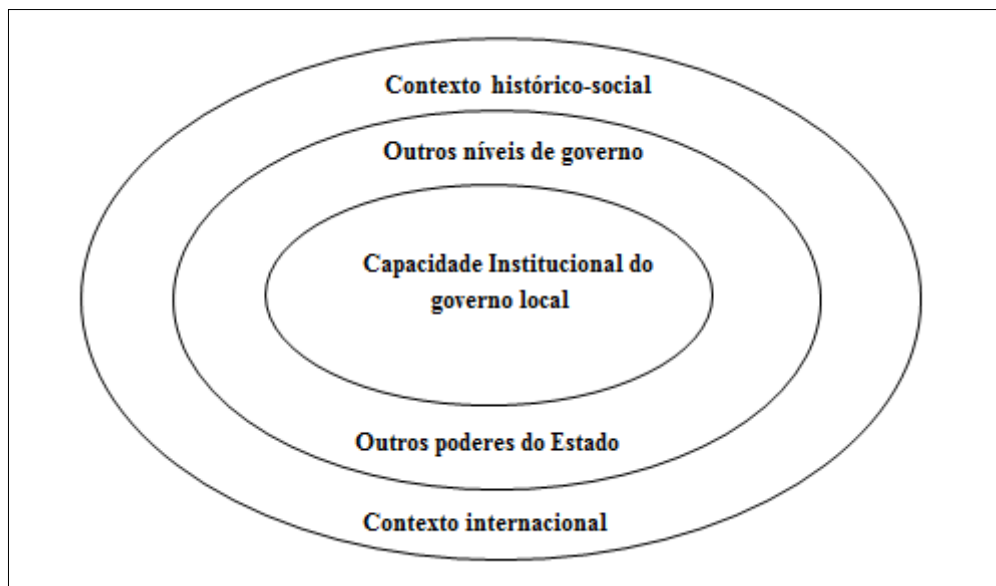 Contexto histórico-social
Outros níveis de governo
Capacidade Institucional do
governo local
Outros poderes do Estado
Contexto internacional